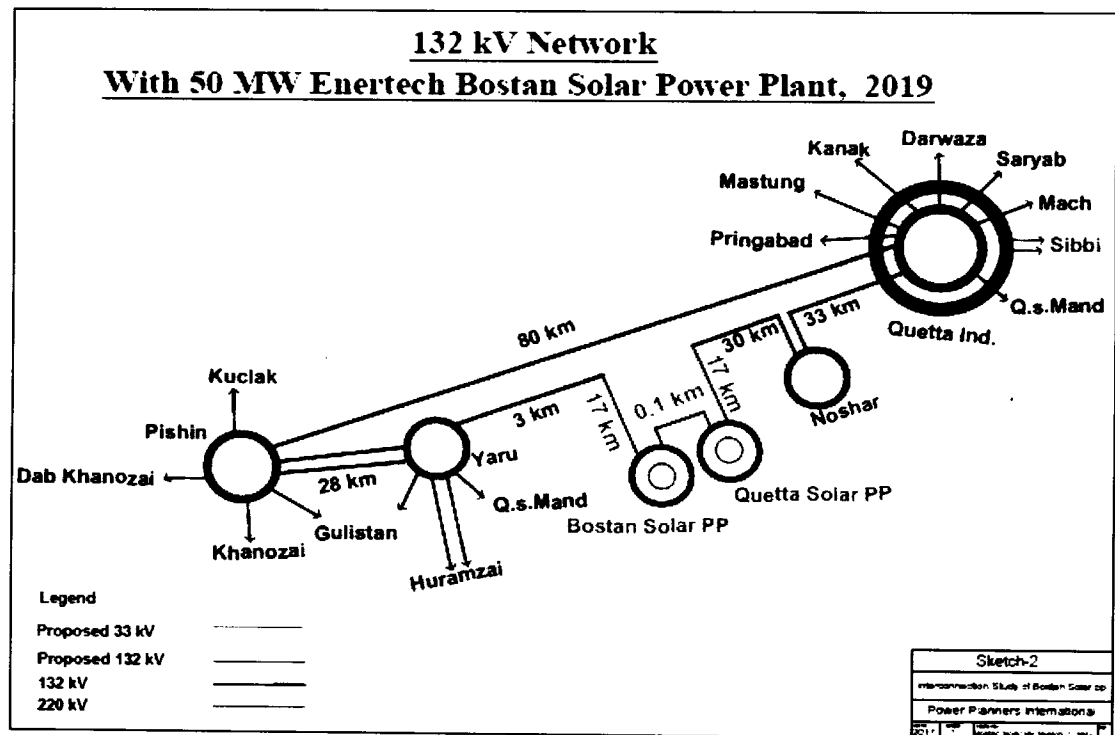 132 kV Network
With 50 MW Enertech Bostan Solar Power Plant, 2019
Darwaza
Kanak
Saryab
Mastung
Mach
Pringabad
Sibbi
Q.s.Mand
Quetta Ind.
33 km
30 km
80 km
17 km
Noshar
Kuclak
3 km
17 km
0.1 km
Pishin
Yaru
Dab Khanozai
28 km
Q.s.Mand
Quetta Solar PP
Bostan Solar PP
Gulistan
Khanozai
Huramzai
Legend
Proposed 33 kV
Proposed 132 kV
132 kV
220 kV
Sketch-2
Interconnection Study of Bostan Solar pp
Power Planners International